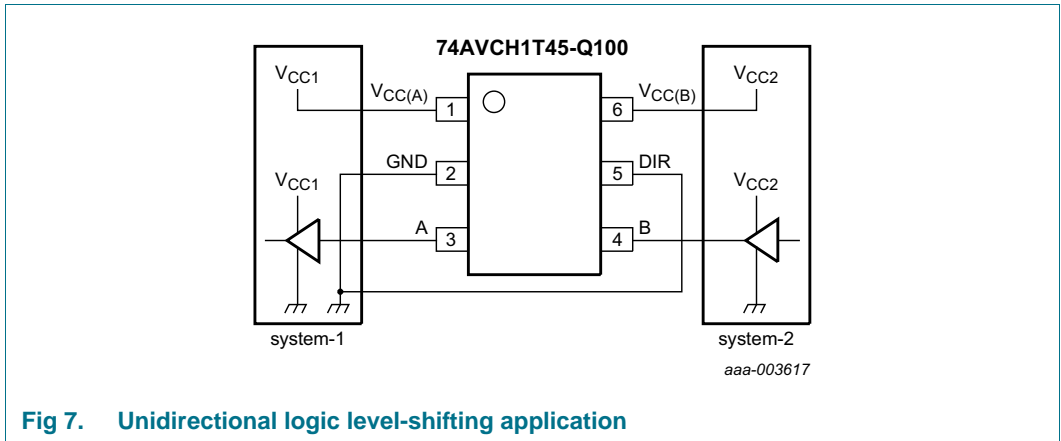 74AVCH1T45-Q100
VCC1
VCC(A)
1
6
VCC(B)
VCC2
GND
2
5
DIR
VCC1
VCC2
A
3
4
B
system-1
system-2
aaa-003617
Fig 7. Unidirectional logic level-shifting application